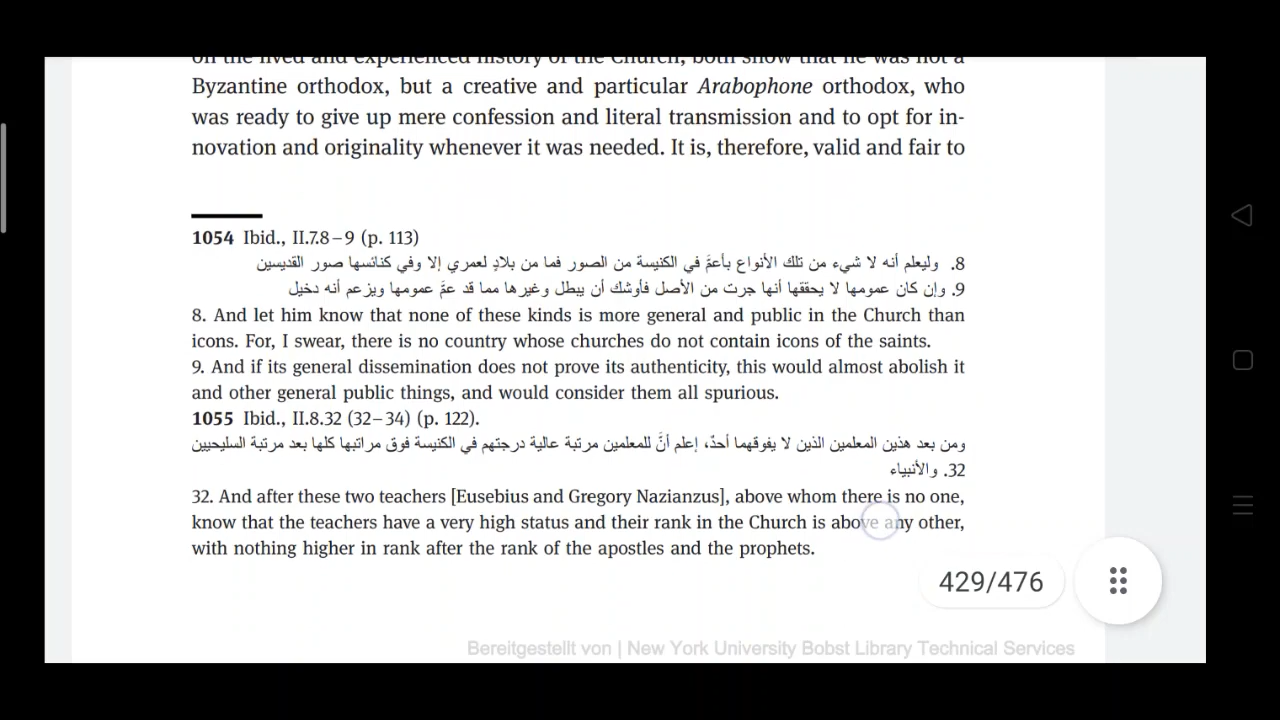 on the lived and experienced history of the Church, both show that he was not a
Byzantine orthodox, but a creative and particular Arabophone orthodox, who
was ready to give up mere confession and literal transmission and to opt for in-
novation and originality whenever it was needed. It is, therefore, valid and fair to
1054 Ibid., II.7.8–9 (p. 113)
8. وليعلم أنه لا شيء من تلك الأنواع بأعمَّ في الكنيسة من الصور فما من بلادٍ لعمري إلا وفي كنائسها صور القديسين
9. وإن كان عمومها لا يحققها أنها جرت من الأصل فأوشك أن يبطل وغيرها مما قد عمَّ عمومها ويزعم أنه دخيل
8. And let him know that none of these kinds is more general and public in the Church than
icons. For, I swear, there is no country whose churches do not contain icons of the saints.
9. And if its general dissemination does not prove its authenticity, this would almost abolish it
and other general public things, and would consider them all spurious.
1055 Ibid., II.8.32 (32–34) (p. 122).
ومن بعد هذين المعلمين الذين لا يفوقهما أحدٌ، إعلم أنَّ للمعلمين مرتبة عالية درجتهم في الكنيسة فوق مراتبها كلها بعد مرتبة السليحيين
32. والأنبياء
32. And after these two teachers [Eusebius and Gregory Nazianzus], above whom there is no one,
know that the teachers have a very high status and their rank in the Church is above any other,
with nothing higher in rank after the rank of the apostles and the prophets.
429/476
Bereitgestellt von | New York University Bobst Library Technical Services